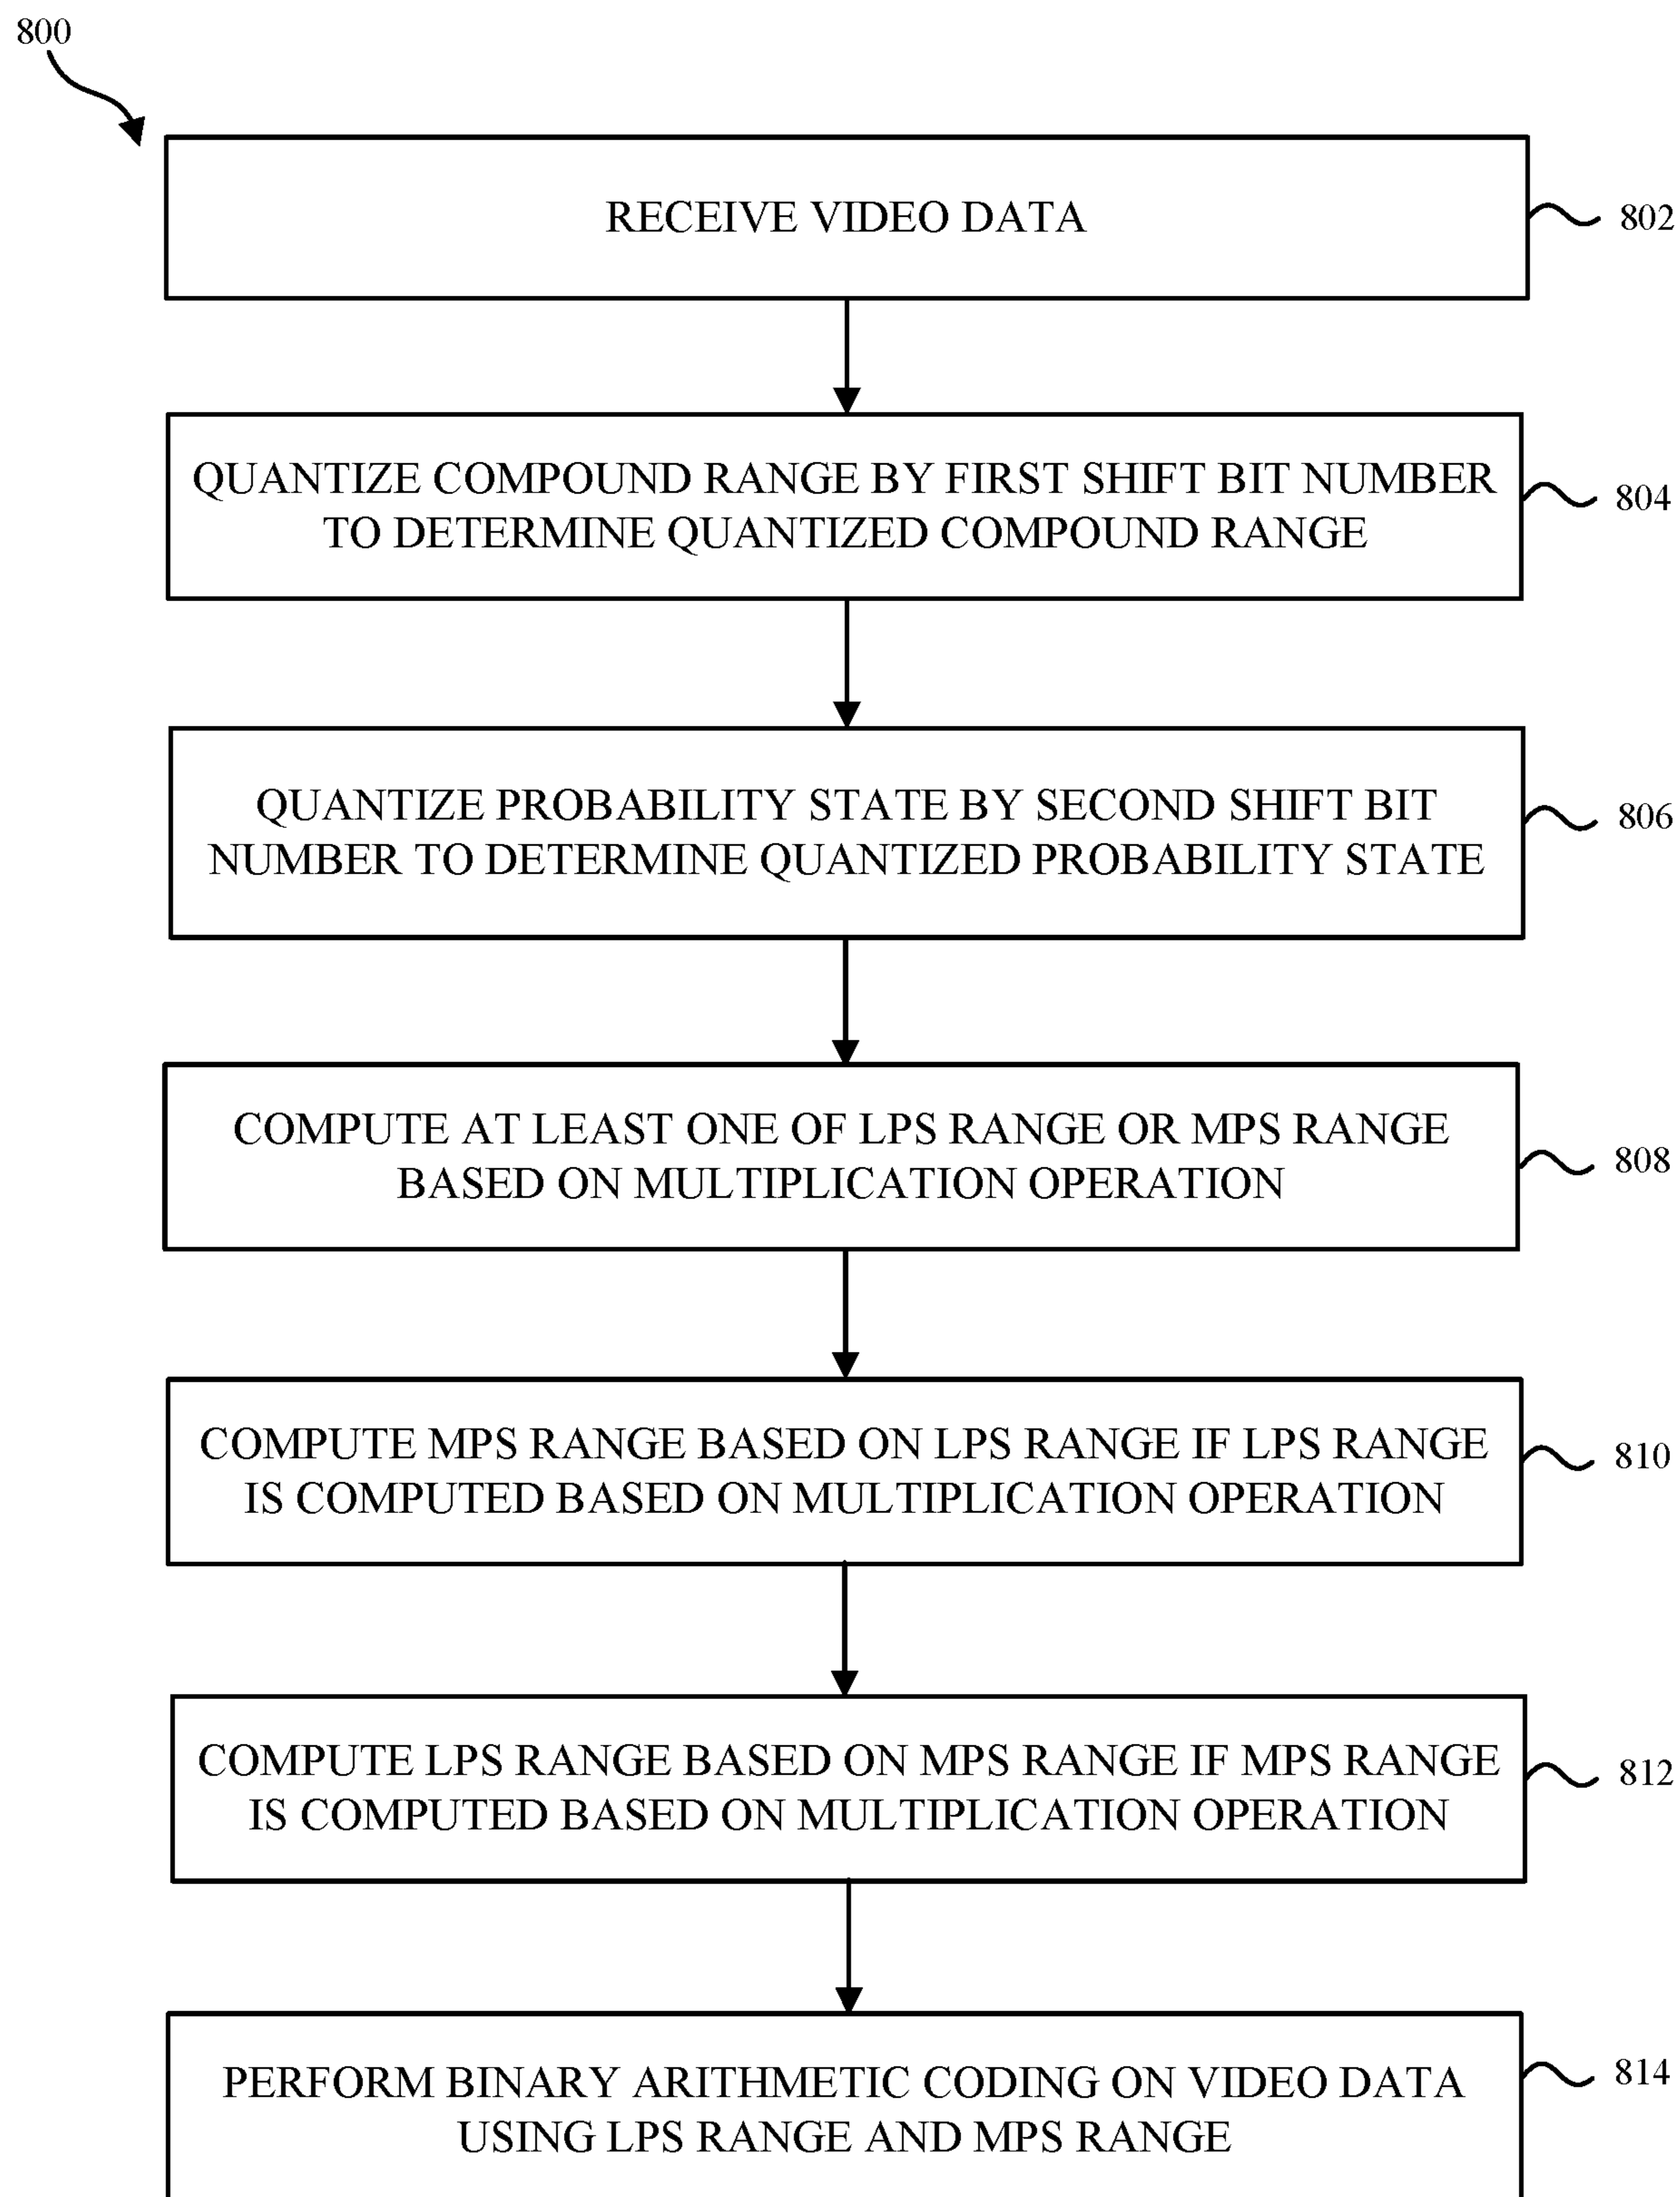 800
RECEIVE VIDEO DATA
802
QUANTIZE COMPOUND RANGE BY FIRST SHIFT BIT NUMBER
TO DETERMINE QUANTIZED COMPOUND RANGE
804
QUANTIZE PROBABILITY STATE BY SECOND SHIFT BIT
NUMBER TO DETERMINE QUANTIZED PROBABILITY STATE
806
COMPUTE AT LEAST ONE OF LPS RANGE OR MPS RANGE
BASED ON MULTIPLICATION OPERATION
808
COMPUTE MPS RANGE BASED ON LPS RANGE IF LPS RANGE
IS COMPUTED BASED ON MULTIPLICATION OPERATION
810
COMPUTE LPS RANGE BASED ON MPS RANGE IF MPS RANGE
IS COMPUTED BASED ON MULTIPLICATION OPERATION
812
PERFORM BINARY ARITHMETIC CODING ON VIDEO DATA
USING LPS RANGE AND MPS RANGE
814